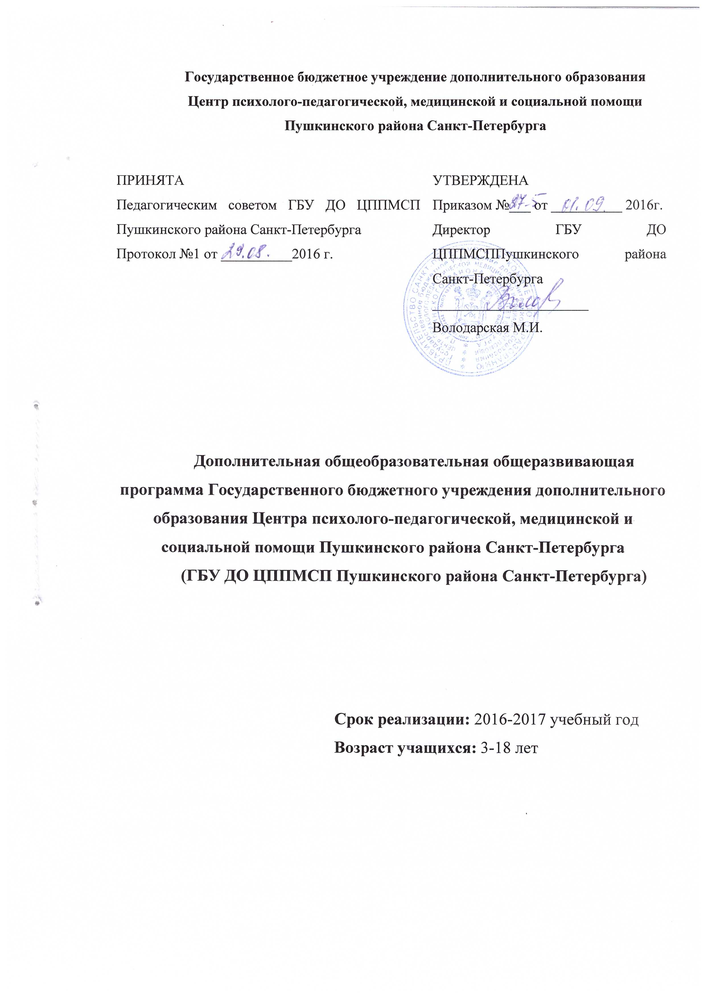 Государственное бюджетное учреждение дополнительного образования
Центр психолого-педагогической, медицинской и социальной помощи
Пушкинского района Санкт-Петербурга
ПРИНЯТА
Педагогическим советом ГБУ ДО ЦППМСП
Пушкинского района Санкт-Петербурга
Протокол №1 от 29.08. 2016 г.
УТВЕРЖДЕНА
Приказом № 27-5 от 01.09. 2016г.
Директор ГБУ ДО
ЦППМСППушкинского района
Санкт-Петербурга
Володарская М.И.
Дополнительная общеобразовательная общеразвивающая
программа Государственного бюджетного учреждения дополнительного
образования Центра психолого-педагогической, медицинской и
социальной помощи Пушкинского района Санкт-Петербурга
(ГБУ ДО ЦППМСП Пушкинского района Санкт-Петербурга)
Срок реализации: 2016-2017 учебный год
Возраст учащихся: 3-18 лет